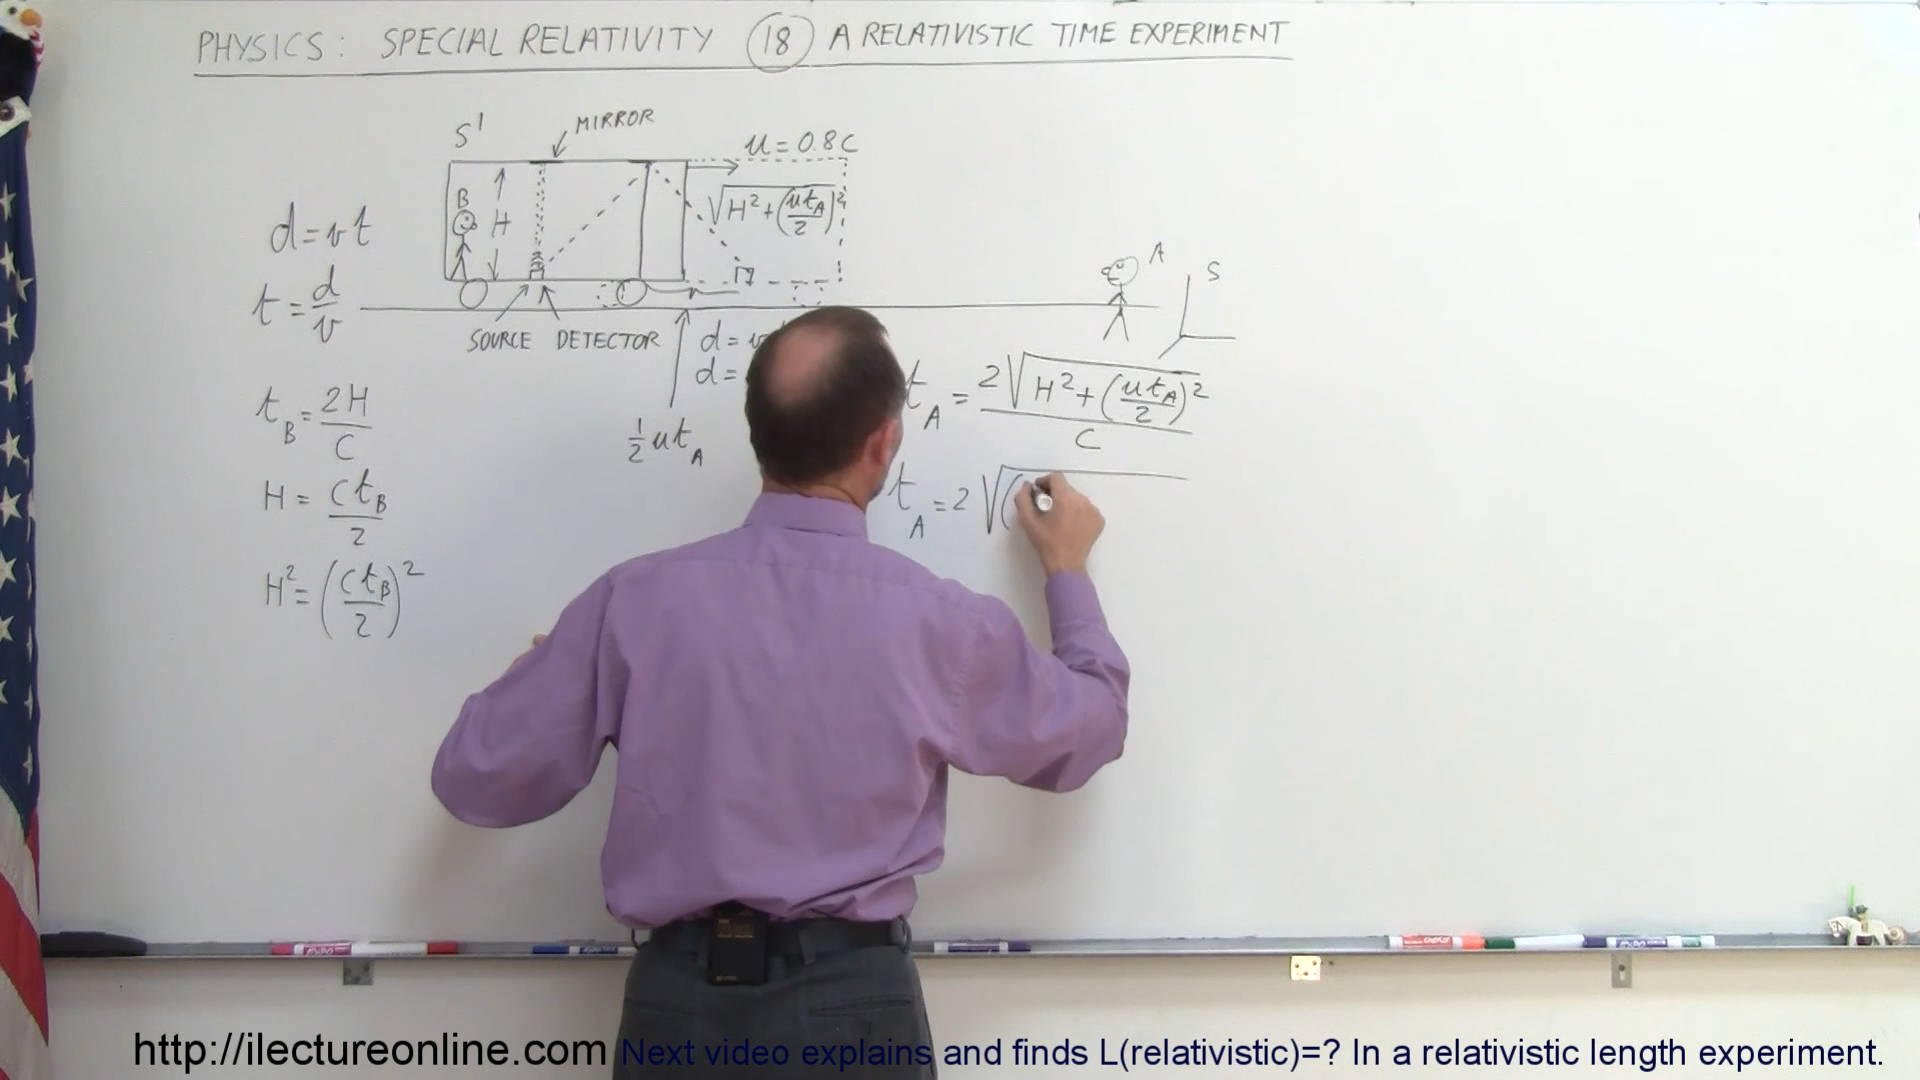 PHYSICS: SPECIAL RELATIVITY 18 A RELATIVISTIC TIME EXPERIMENT
S'
MIRROR
u = 0.8C
B
H
√(H² + (utA/2)²)
d = vt
t = d/v
SOURCE DETECTOR
A
S
d = v
d =
½ utA
tB = 2H/C
H = CtB/2
H² = (CtB/2)²
tA = 2√(H² + (utA/2)²)/C
tA = 2√(
http://ilectureonline.com Next video explains and finds L(relativistic)=? In a relativistic length experiment.